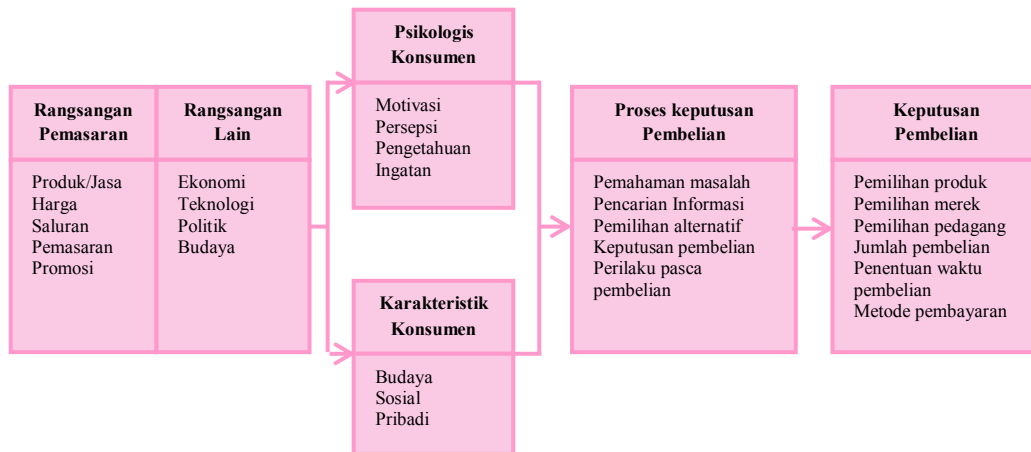 Rangsangan
Pemasaran
Produk/Jasa
Harga
Saluran
Pemasaran
Promosi
Rangsangan
Lain
Ekonomi
Teknologi
Politik
Budaya
Psikologis
Konsumen
Motivasi
Persepsi
Pengetahuan
Ingatan
Karakteristik
Konsumen
Budaya
Sosial
Pribadi
Proses keputusan
Pembelian
Pemahaman masalah
Pencarian Informasi
Pemilihan alternatif
Keputusan pembelian
Perilaku pasca
pembelian
Keputusan
Pembelian
Pemilihan produk
Pemilihan merek
Pemilihan pedagang
Jumlah pembelian
Penentuan waktu
pembelian
Metode pembayaran